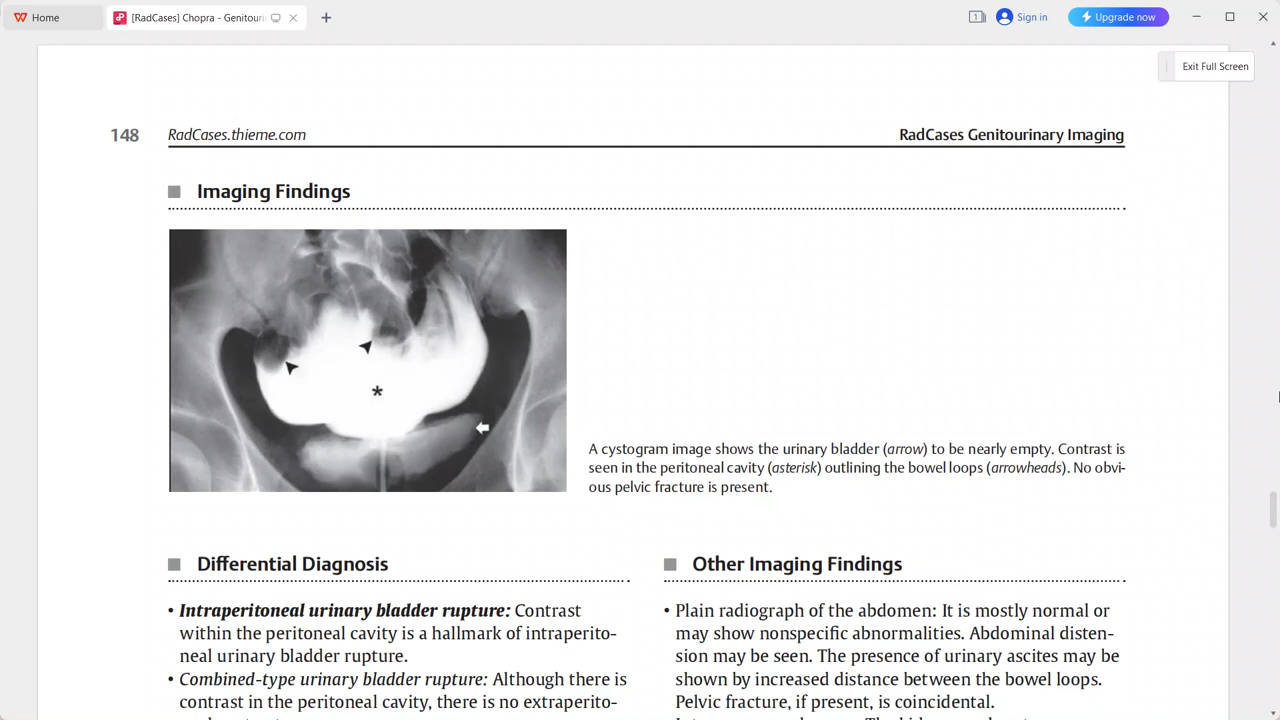 Home
[RadCases] Chopra - Genitouri
Sign in
Upgrade now
Exit Full Screen
148 RadCases.thieme.com RadCases Genitourinary Imaging
Imaging Findings
*
A cystogram image shows the urinary bladder (arrow) to be nearly empty. Contrast is
seen in the peritoneal cavity (asterisk) outlining the bowel loops (arrowheads). No obvi-
ous pelvic fracture is present.
Differential Diagnosis
• Intraperitoneal urinary bladder rupture: Contrast
within the peritoneal cavity is a hallmark of intraperito-
neal urinary bladder rupture.
• Combined-type urinary bladder rupture: Although there is
contrast in the peritoneal cavity, there is no extraperito-
Other Imaging Findings
• Plain radiograph of the abdomen: It is mostly normal or
may show nonspecific abnormalities. Abdominal disten-
sion may be seen. The presence of urinary ascites may be
shown by increased distance between the bowel loops.
Pelvic fracture, if present, is coincidental.